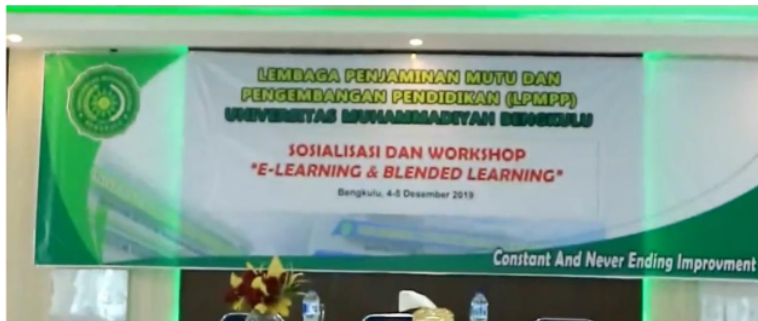 LEMBAGA PENJAMINAN MUTU DAN
PENGEMBANGAN PENDIDIKAN (LPMPP)
UNIVERSITAS MUHAMMADIYAH BENGKULU
SOSIALISASI DAN WORKSHOP
"E-LEARNING & BLENDED LEARNING"
Bengkulu, 4-5 Desember 2019
Constant And Never Ending Improvment
BENGKULU